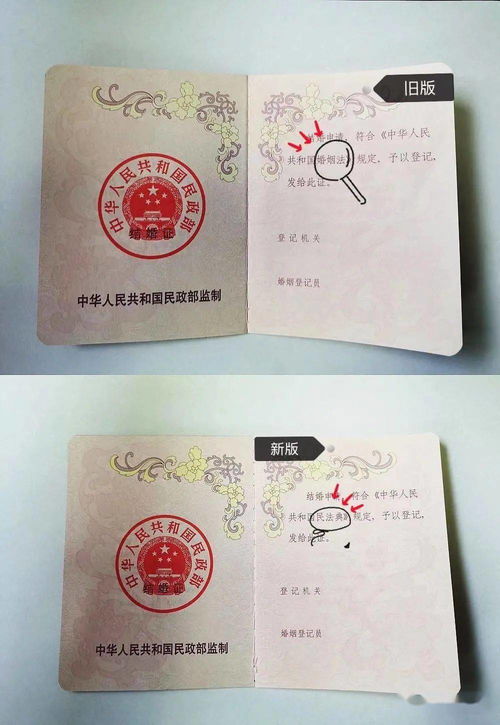 旧版
中华人民共和国民政部
结婚证
中华人民共和国民政部监制
结婚申请，符合《中华人民
共和国婚姻法》规定，予以登记，
发给此证。
登记机关
婚姻登记员
新版
中华人民共和国民政部
结婚证
中华人民共和国民政部监制
结婚申请，符合《中华人民
共和国民法典》规定，予以登记，
发给此证。
登记机关
婚姻登记员